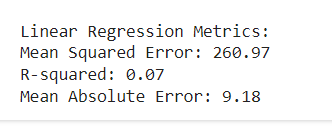 Linear Regression Metrics:
Mean Squared Error: 260.97
R-squared: 0.07
Mean Absolute Error: 9.18